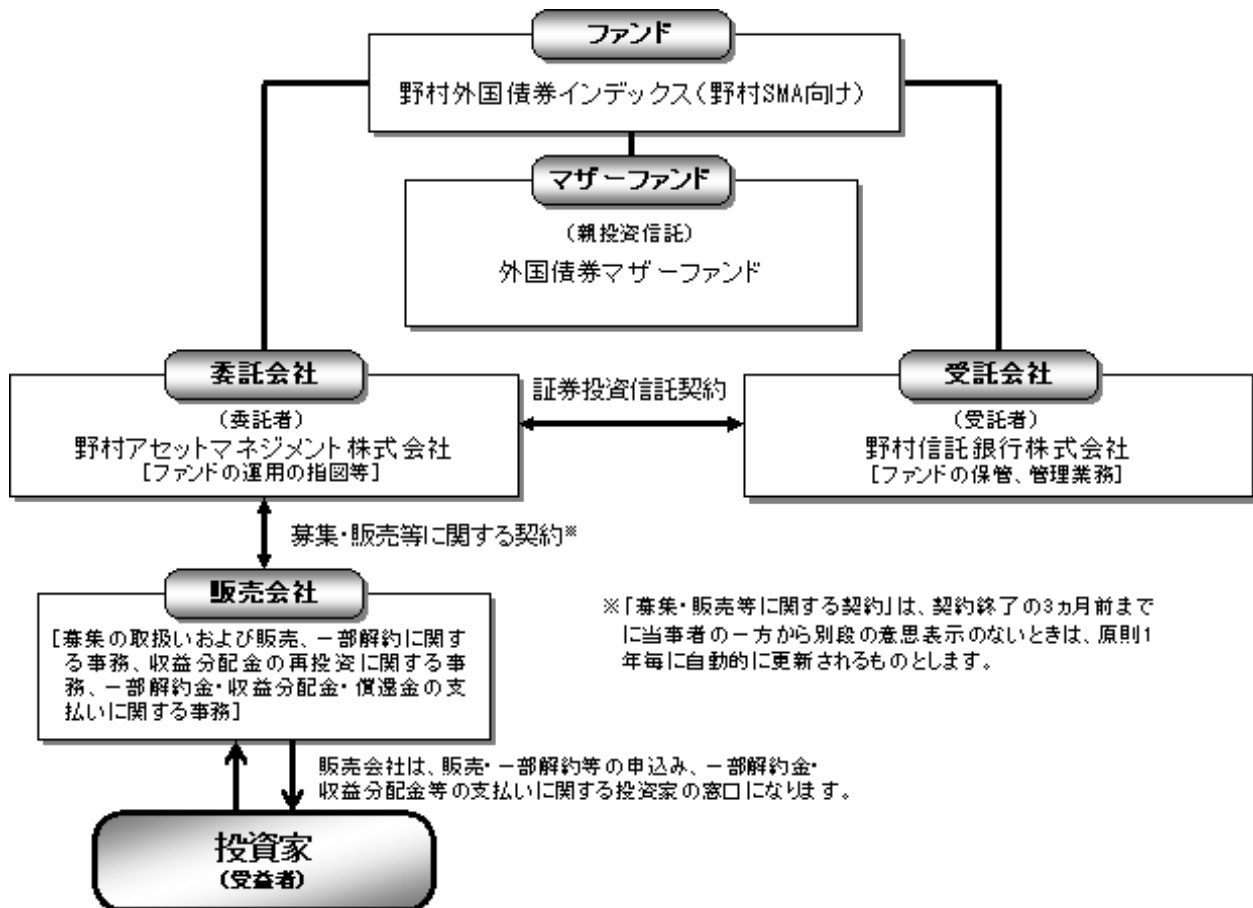 ファンド
野村外国債券インデックス(野村SMA向け)
マザーファンド
(親投資信託)
外国債券マザーファンド
委託会社
(委託者)
野村アセットマネジメント株式会社
[ファンドの運用の指図等]
証券投資信託契約
受託会社
(受託者)
野村信託銀行株式会社
[ファンドの保管、管理業務]
募集・販売等に関する契約※
販売会社
[募集の取扱いおよび販売、一部解約に関す
る事務、収益分配金の再投資に関する事
務、一部解約金・収益分配金・償還金の支
払いに関する事務]
※「募集・販売等に関する契約」は、契約終了の3ヵ月前まで
に当事者の一方から別段の意思表示のないときは、原則1
年毎に自動的に更新されるものとします。
販売会社は、販売・一部解約等の申込み、一部解約金・
収益分配金等の支払いに関する投資家の窓口になります。
投資家
(受益者)